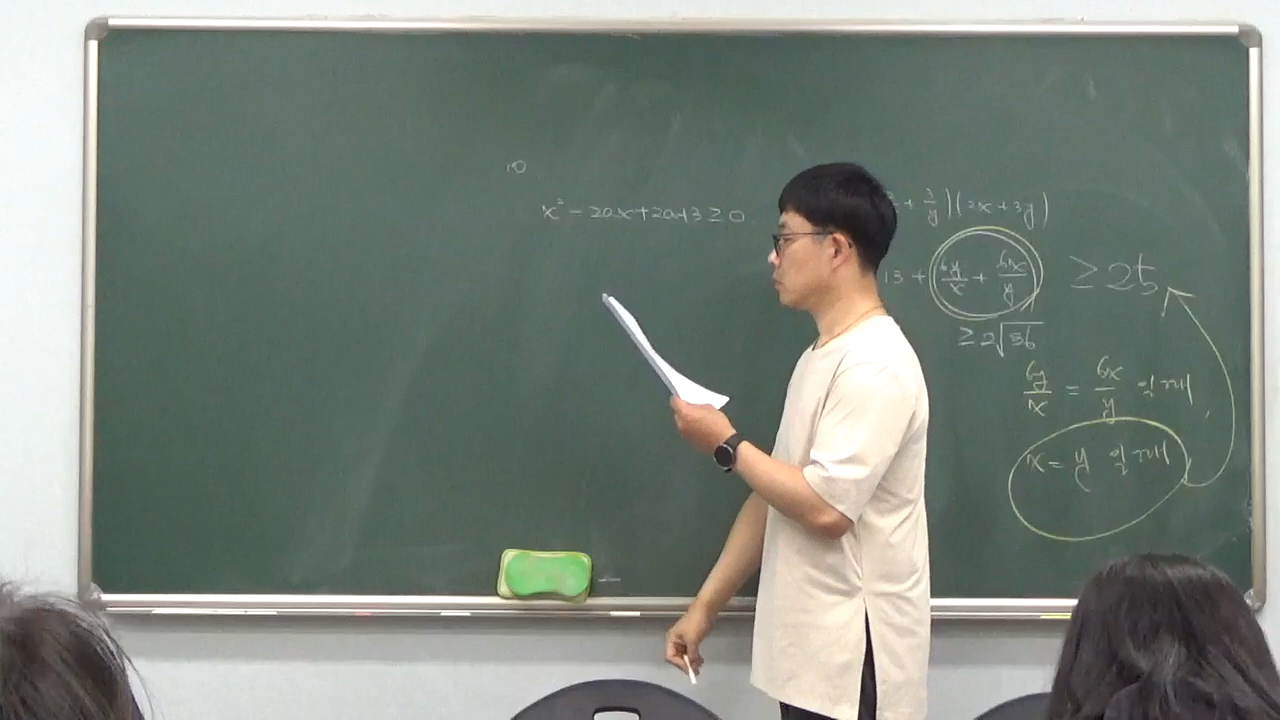 10
x² - 2ax + 2a + 3 ≥ 0
+ 3/y)(2x + 3y)
13 + (6y/x + 6x/y) ≥ 25
≥ 2√36
6y/x = 6x/y 일 때
x = y 일 때